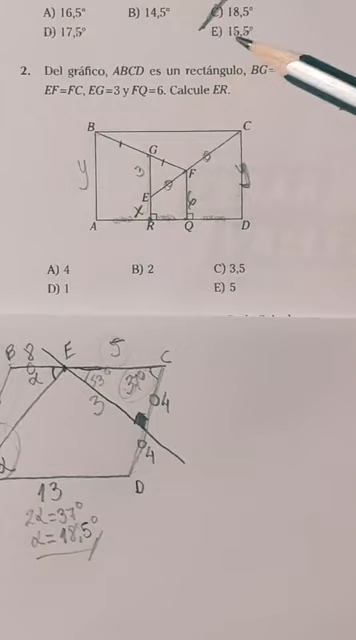 A) 16,5° B) 14,5° C) 18,5°
D) 17,5° E) 15,5°
2. Del gráfico, ABCD es un rectángulo, BG=
EF=FC, EG=3 y FQ=6. Calcule ER.
B C
G
y 3 F y
E
x 6
A R Q D
A) 4 B) 2 C) 3,5
D) 1 E) 5
B 8 E 5 C
α 53° 37°
3 4
4
α
13 D
2α=37°
α=18,5°